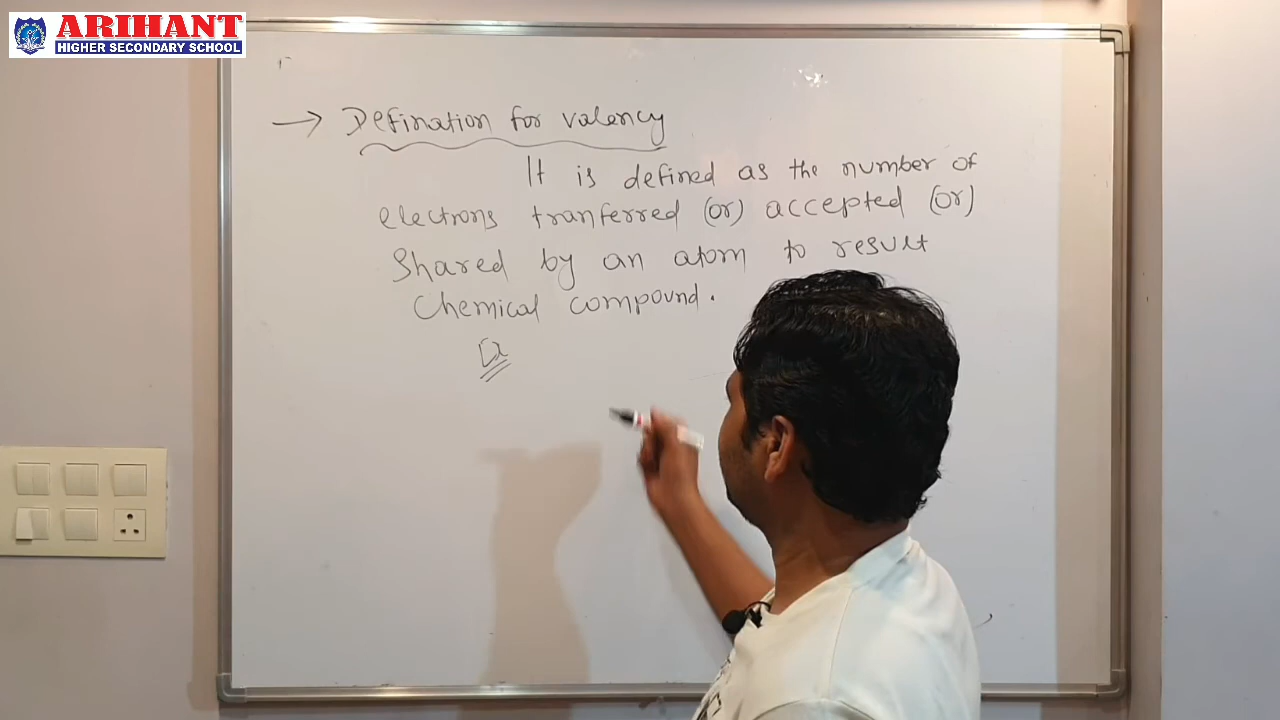 ARIHANT
HIGHER SECONDARY SCHOOL
→ Defination for valency
It is defined as the number of
electrons tranferred (or) accepted (or)
Shared by an atom to result
Chemical compound.
Ex